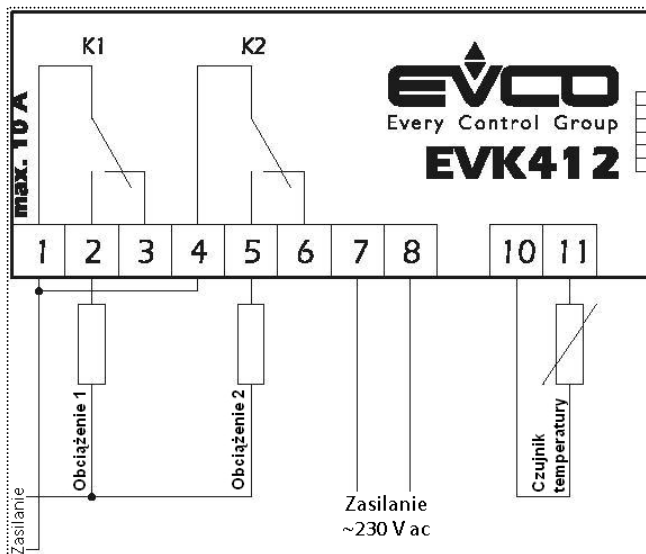 K1
K2
max. 10 A
EVCO
Every Control Group
EVK412
1 2 3 4 5 6 7 8 10 11
Obciążenie 1
Obciążenie 2
Czujnik
temperatury
Zasilanie
Zasilanie
~230 V ac